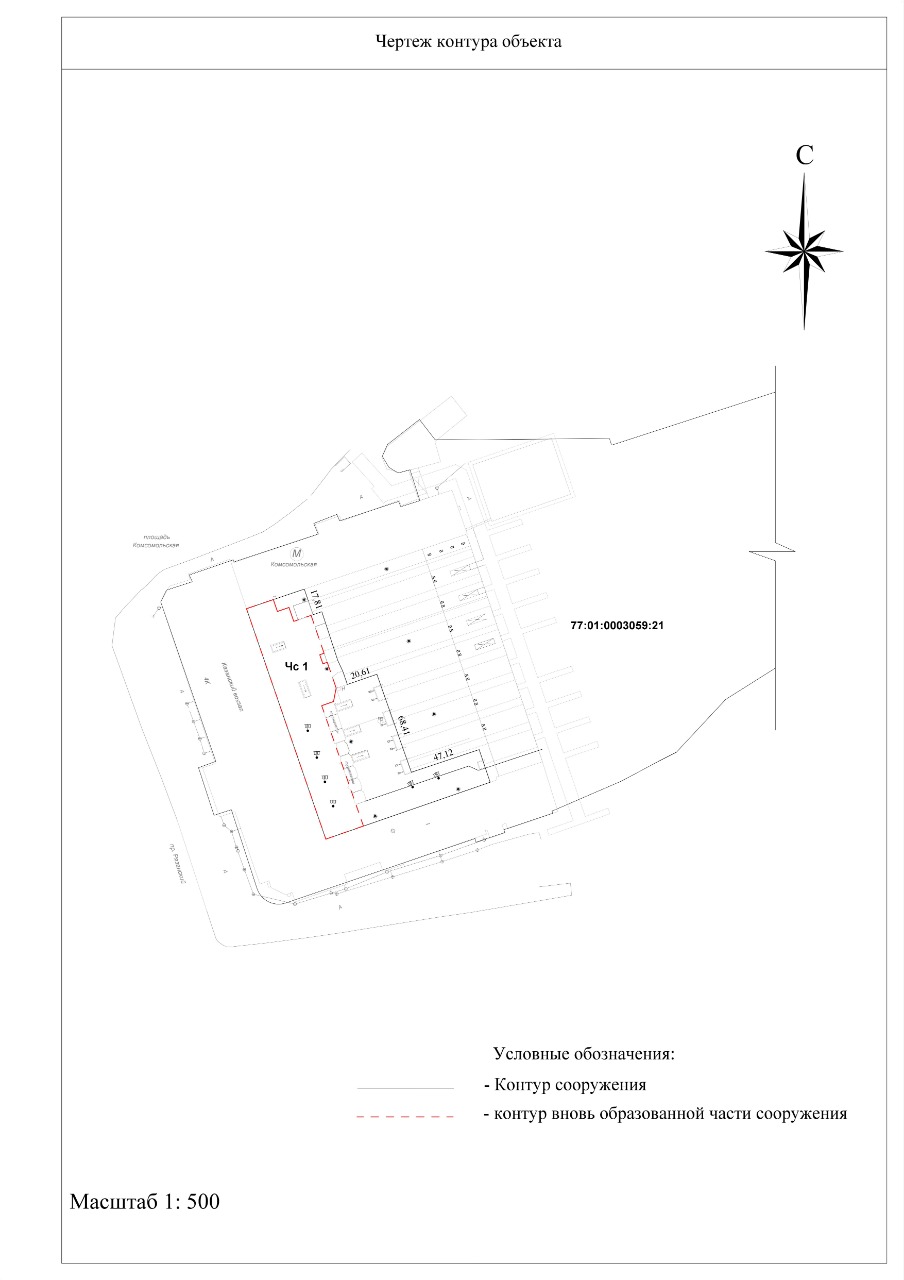 Чертеж контура объекта
С
площадь
Комсомольская
М
Комсомольская
17.81
77:01:0003059:21
Чс 1
20.61
Казанский вокзал
4К
68.41
47.12
пр. Рязанский
Условные обозначения:
- Контур сооружения
- контур вновь образованной части сооружения
Масштаб 1: 500